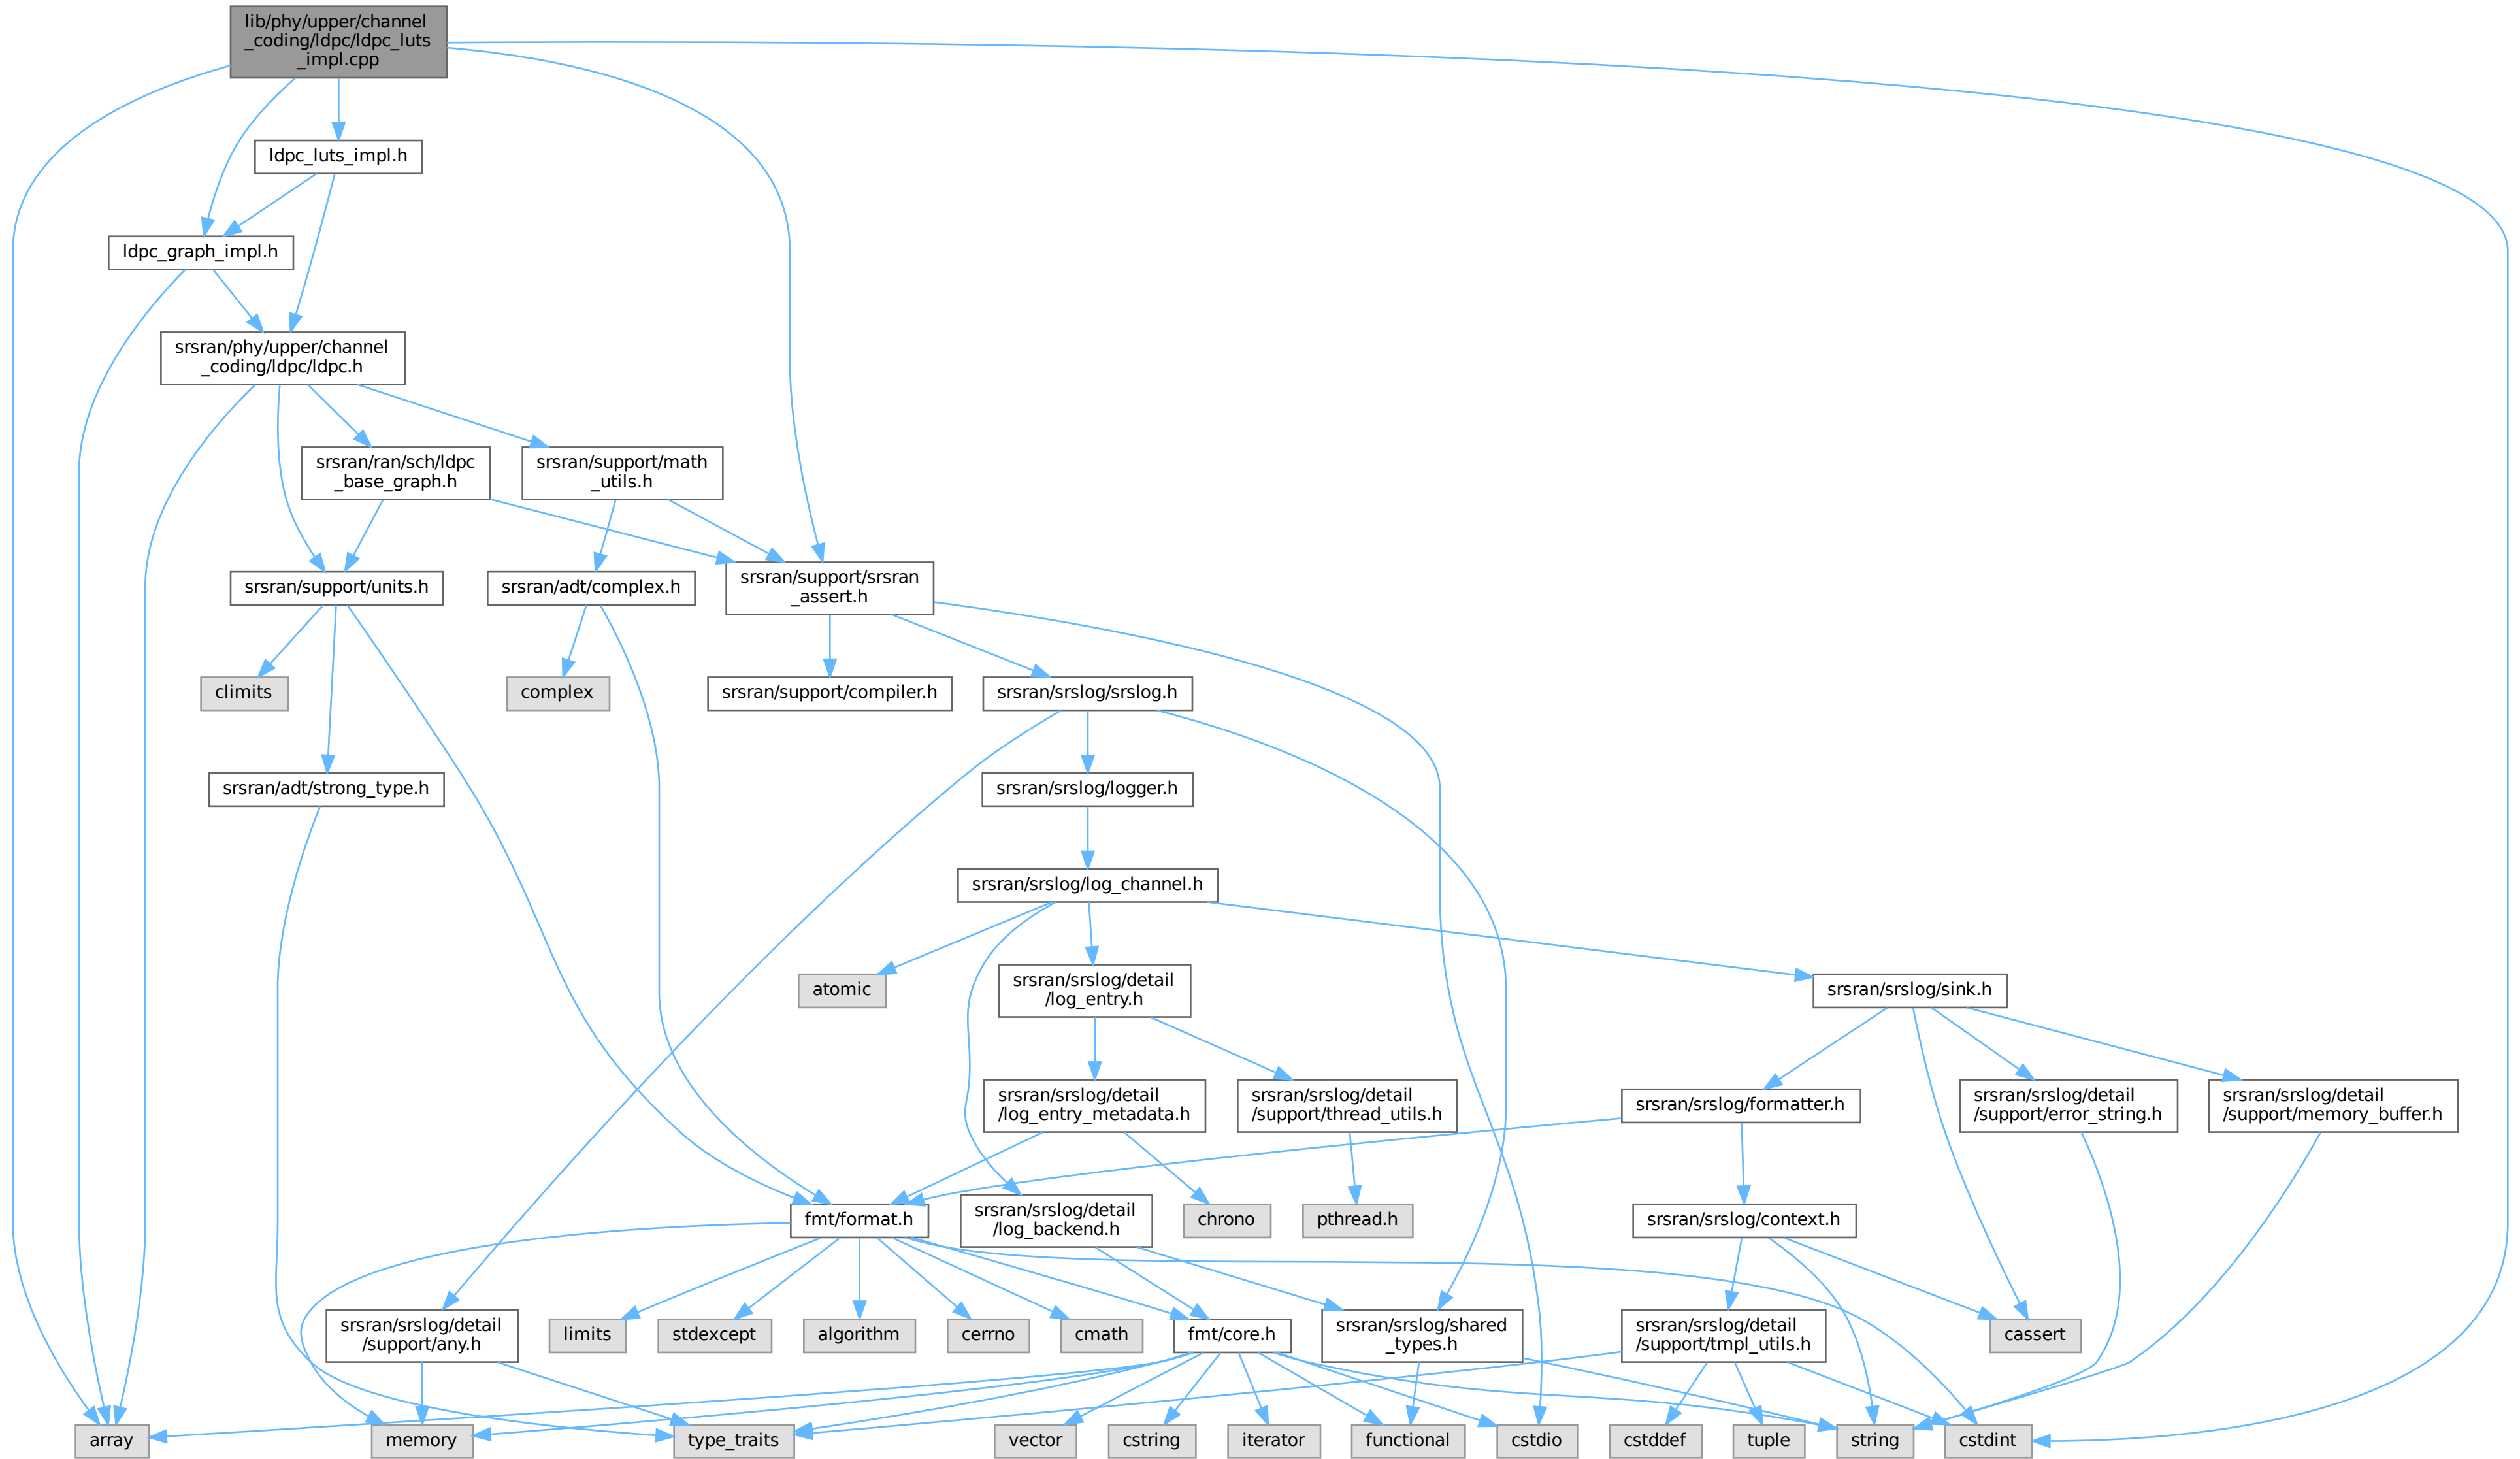 lib/phy/upper/channel
_coding/ldpc/ldpc_luts
_impl.cpp
ldpc_luts_impl.h
ldpc_graph_impl.h
srsran/phy/upper/channel
_coding/ldpc/ldpc.h
srsran/ran/sch/ldpc
_base_graph.h
srsran/support/math
_utils.h
srsran/support/units.h
srsran/adt/complex.h
srsran/support/srsran
_assert.h
climits
complex
srsran/support/compiler.h
srsran/srslog/srslog.h
srsran/adt/strong_type.h
srsran/srslog/logger.h
srsran/srslog/log_channel.h
atomic
srsran/srslog/detail
/log_entry.h
srsran/srslog/sink.h
srsran/srslog/detail
/log_entry_metadata.h
srsran/srslog/detail
/support/thread_utils.h
srsran/srslog/formatter.h
srsran/srslog/detail
/support/error_string.h
srsran/srslog/detail
/support/memory_buffer.h
fmt/format.h
srsran/srslog/detail
/log_backend.h
chrono
pthread.h
srsran/srslog/context.h
srsran/srslog/detail
/support/any.h
limits
stdexcept
algorithm
cerrno
cmath
fmt/core.h
srsran/srslog/shared
_types.h
srsran/srslog/detail
/support/tmpl_utils.h
cassert
array
memory
type_traits
vector
cstring
iterator
functional
cstdio
cstddef
tuple
string
cstdint